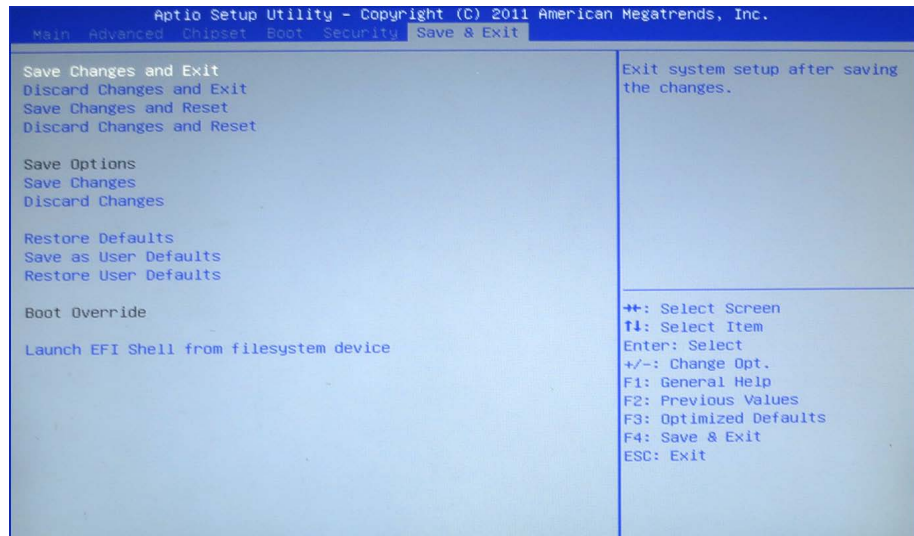 Aptio Setup Utility – Copyright (C) 2011 American Megatrends, Inc.
Main Advanced Chipset Boot Security Save & Exit
Save Changes and Exit
Discard Changes and Exit
Save Changes and Reset
Discard Changes and Reset
Save Options
Save Changes
Discard Changes
Restore Defaults
Save as User Defaults
Restore User Defaults
Boot Override
Launch EFI Shell from filesystem device
Exit system setup after saving
the changes.
→←: Select Screen
↑↓: Select Item
Enter: Select
+/-: Change Opt.
F1: General Help
F2: Previous Values
F3: Optimized Defaults
F4: Save & Exit
ESC: Exit